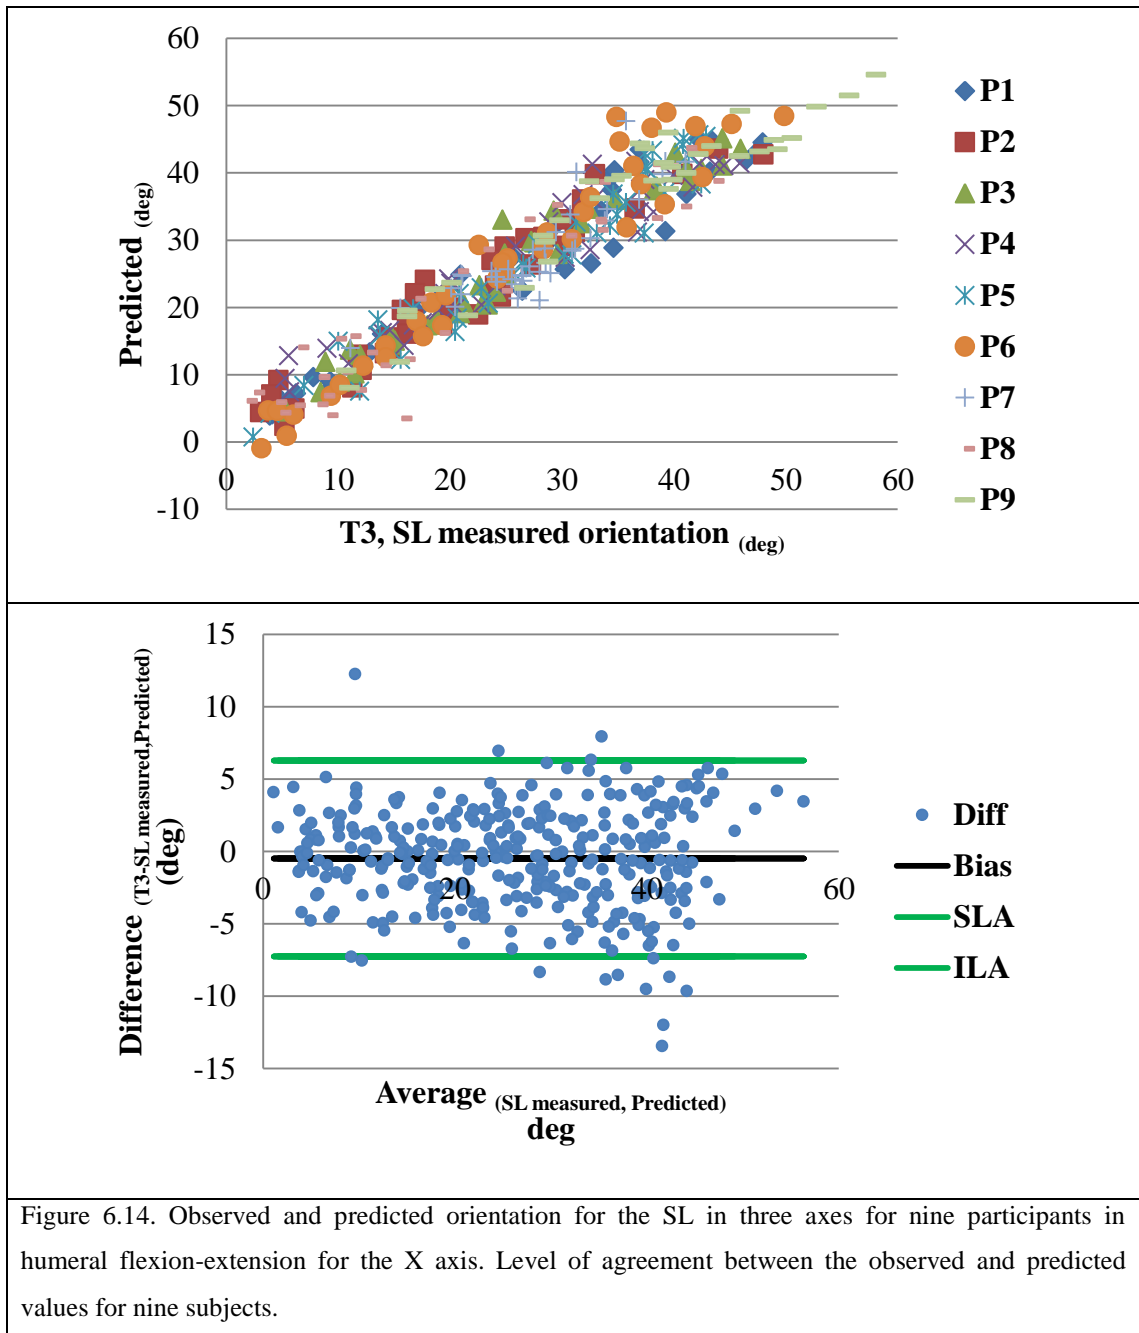 60
50
40
30
20
10
0
-10
0 10 20 30 40 50 60
Predicted (deg)
T3, SL measured orientation (deg)
P1
P2
P3
P4
P5
P6
P7
P8
P9
15
10
5
0
-5
-10
-15
0 20 40 60
Difference (T3-SL measured,Predicted)
(deg)
Average (SL measured, Predicted)
deg
Diff
Bias
SLA
ILA
Figure 6.14. Observed and predicted orientation for the SL in three axes for nine participants in
humeral flexion-extension for the X axis. Level of agreement between the observed and predicted
values for nine subjects.